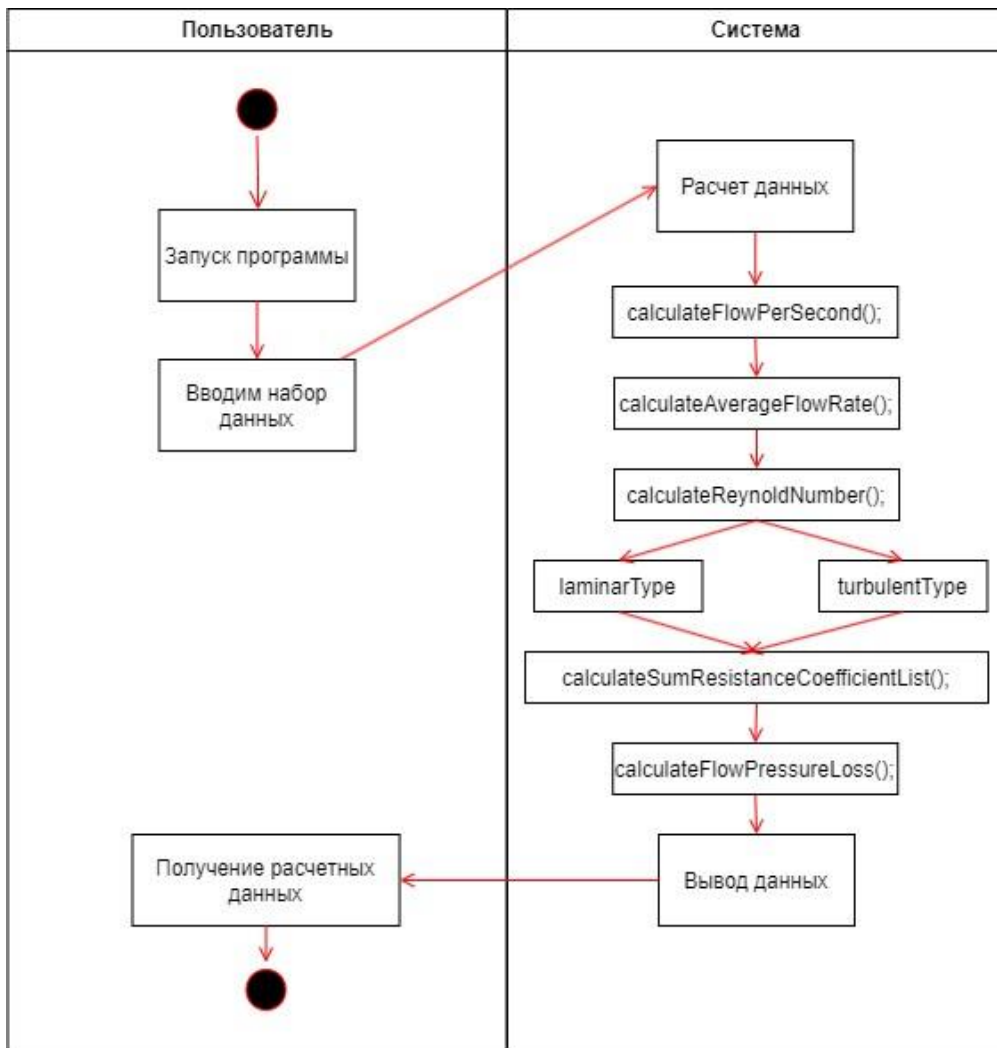 Пользователь
Система
Запуск программы
Вводим набор
данных
Расчет данных
calculateFlowPerSecond();
calculateAverageFlowRate();
calculateReynoldNumber();
laminarType
turbulentType
calculateSumResistanceCoefficientList();
calculateFlowPressureLoss();
Вывод данных
Получение расчетных
данных